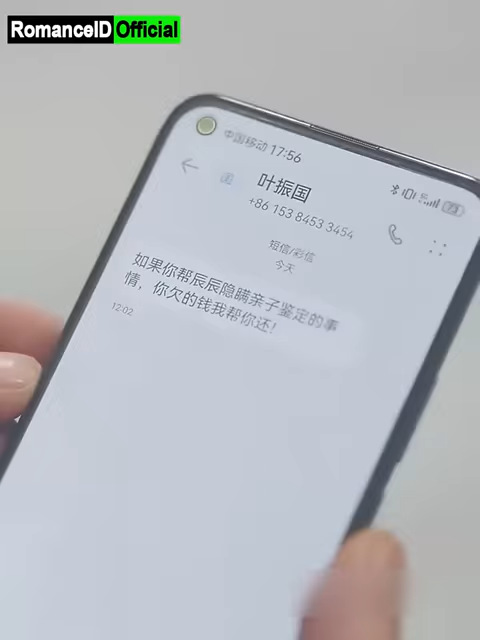 RomanceID Official
中国移动 17:56
叶振国
+86 153 8453 3454
短信/彩信
今天
如果你帮辰辰隐瞒亲子鉴定的事
情，你欠的钱我帮你还！
12:02